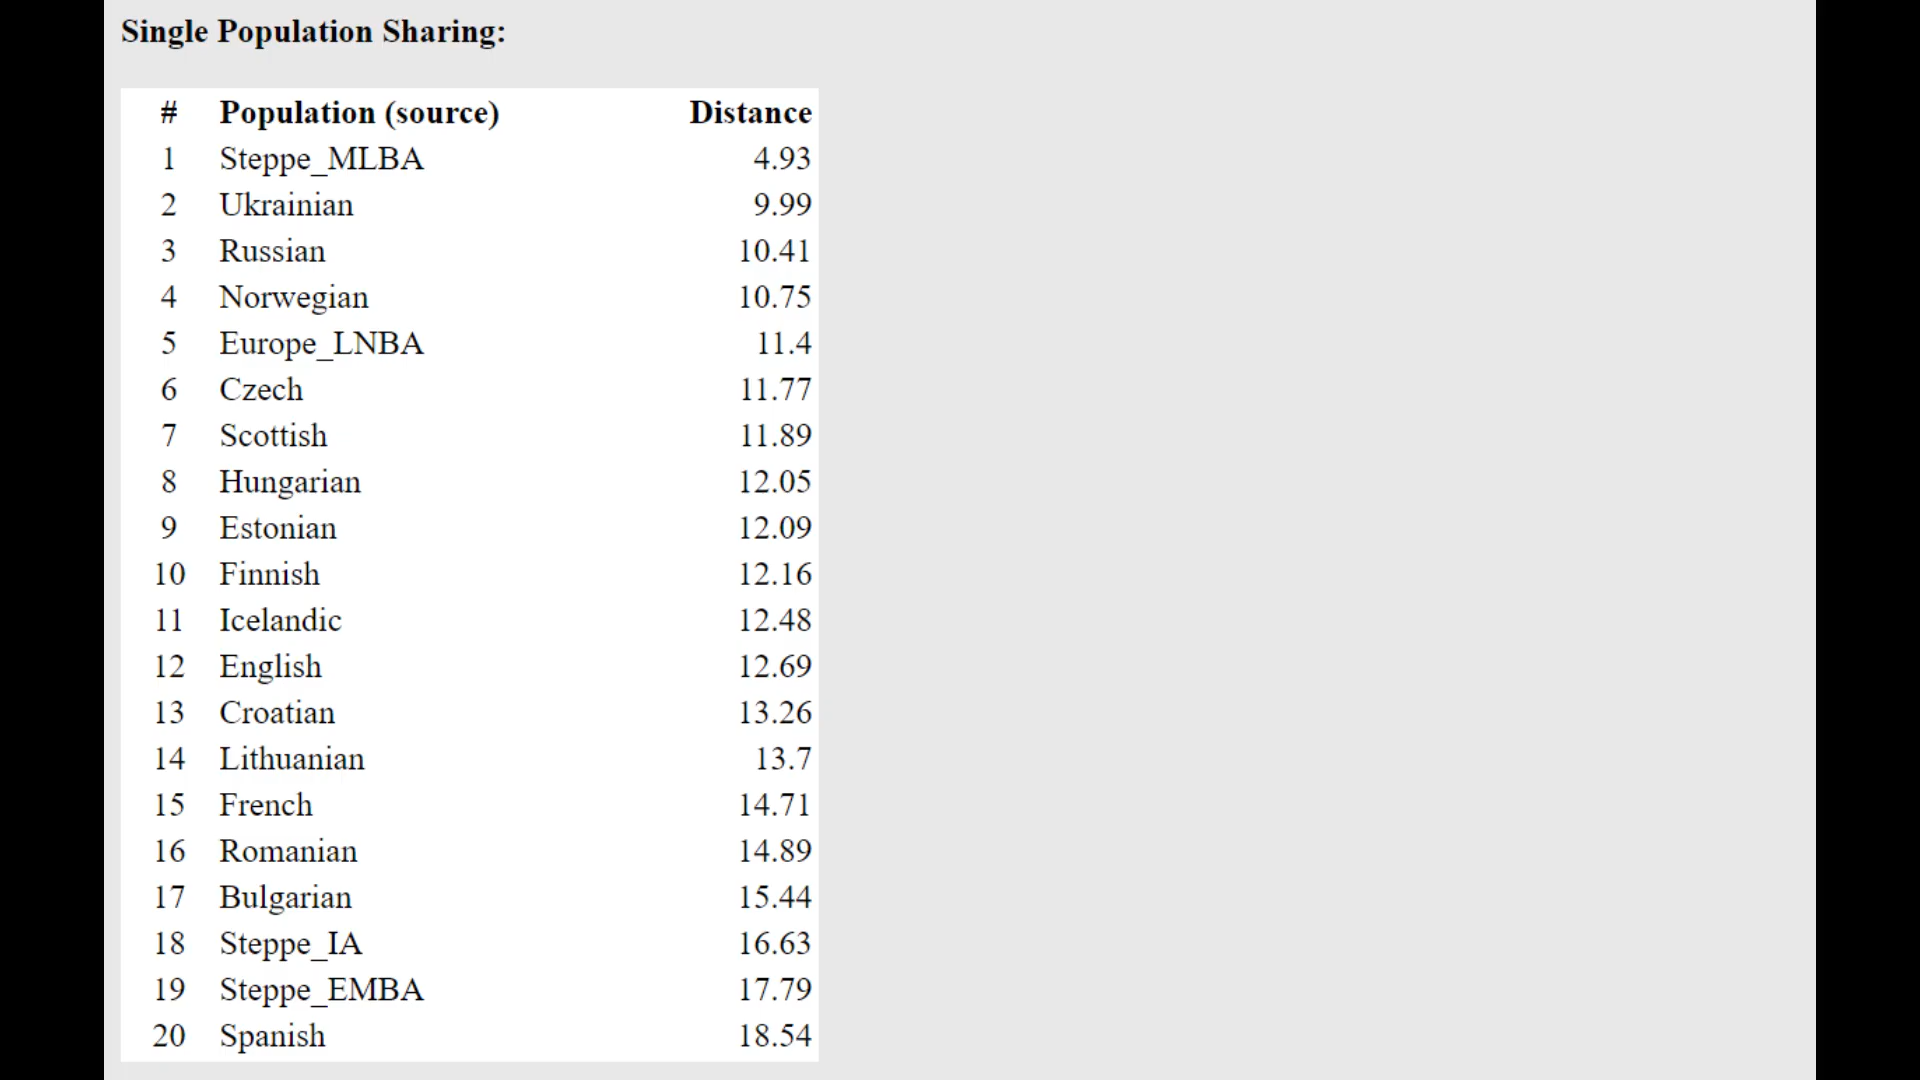 Single Population Sharing:
# Population (source) Distance
1 Steppe_MLBA 4.93
2 Ukrainian 9.99
3 Russian 10.41
4 Norwegian 10.75
5 Europe_LNBA 11.4
6 Czech 11.77
7 Scottish 11.89
8 Hungarian 12.05
9 Estonian 12.09
10 Finnish 12.16
11 Icelandic 12.48
12 English 12.69
13 Croatian 13.26
14 Lithuanian 13.7
15 French 14.71
16 Romanian 14.89
17 Bulgarian 15.44
18 Steppe_IA 16.63
19 Steppe_EMBA 17.79
20 Spanish 18.54